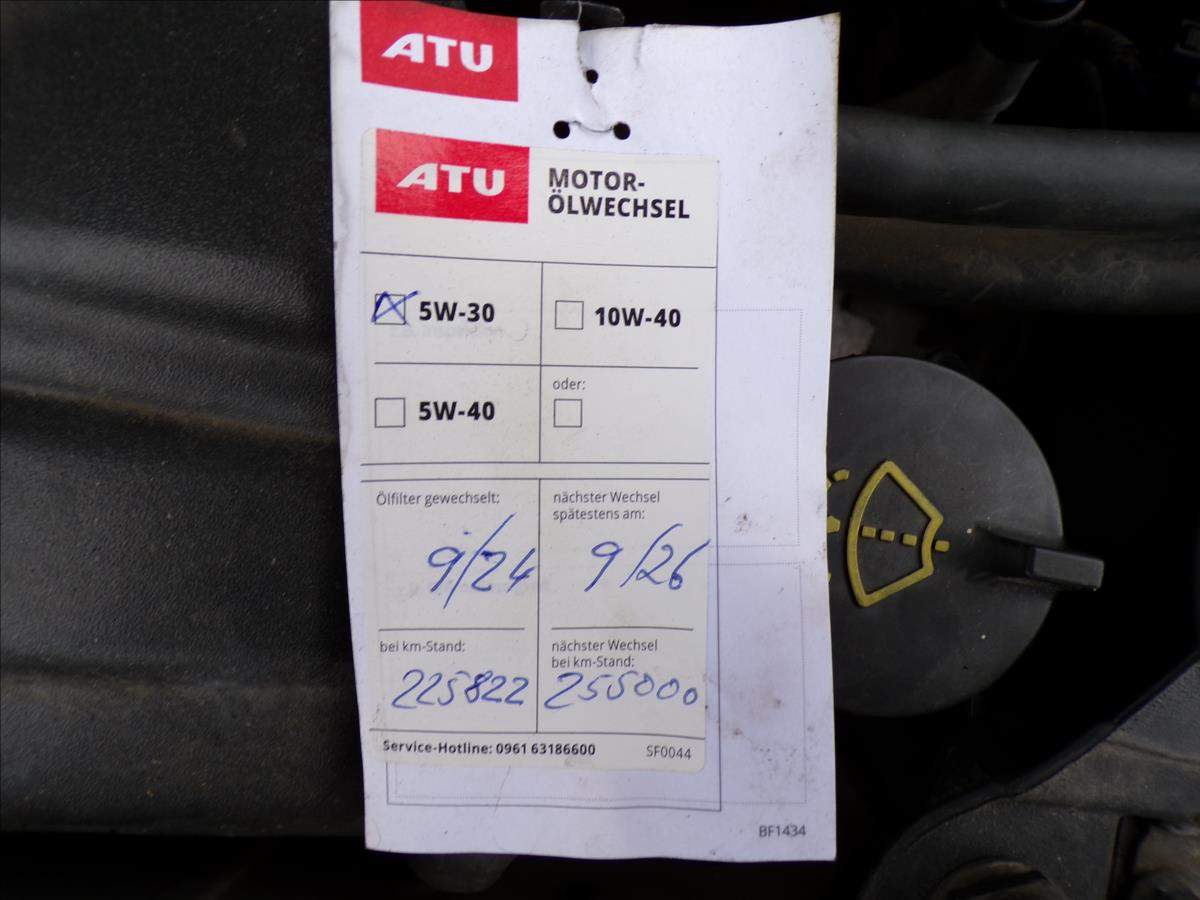 ATU
ATU
MOTOR-
ÖLWECHSEL
5W-30
10W-40
5W-40
oder:
Ölfilter gewechselt:
9/24
nächster Wechsel
spätestens am:
9/26
bei km-Stand:
225822
nächster Wechsel
bei km-Stand:
255000
Service-Hotline: 0961 63186600
SF0044
BF1434